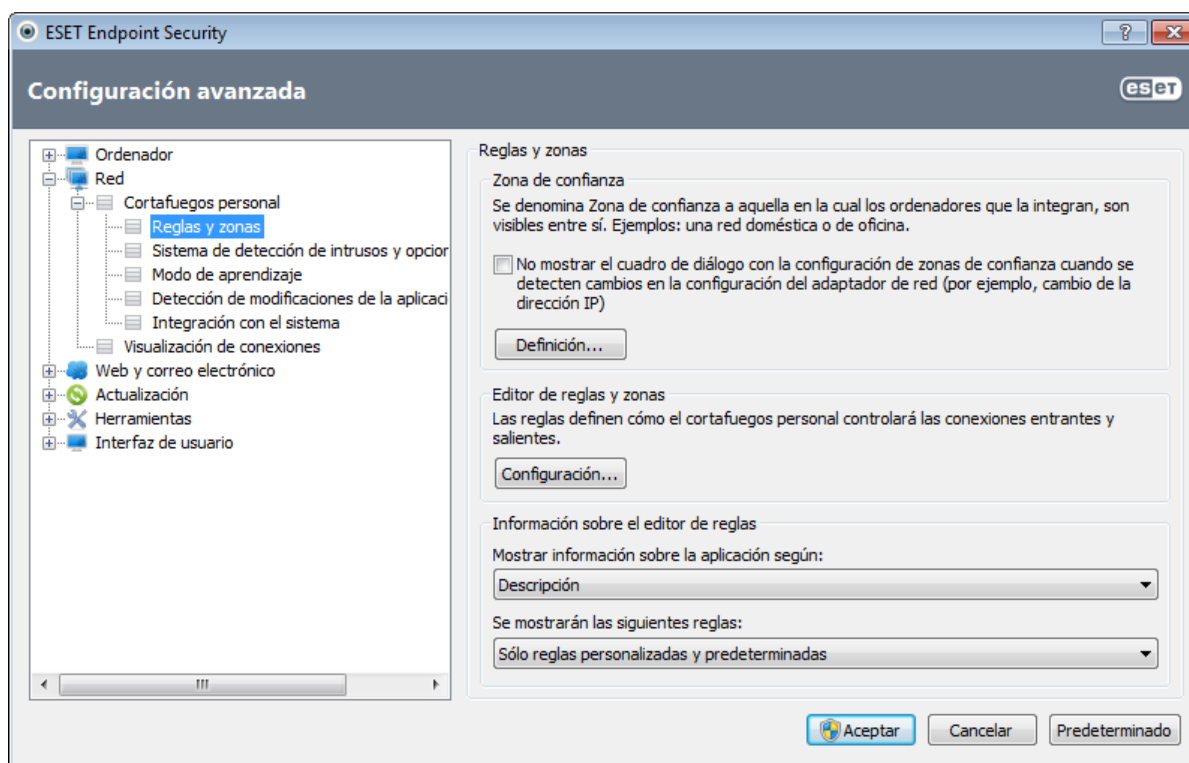 ESET Endpoint Security
Configuración avanzada
eset
Ordenador
Red
Cortafuegos personal
Reglas y zonas
Sistema de detección de intrusos y opcior
Modo de aprendizaje
Detección de modificaciones de la aplicaci
Integración con el sistema
Visualización de conexiones
Web y correo electrónico
Actualización
Herramientas
Interfaz de usuario
Reglas y zonas
Zona de confianza
Se denomina Zona de confianza a aquella en la cual los ordenadores que la integran, son
visibles entre sí. Ejemplos: una red doméstica o de oficina.
No mostrar el cuadro de diálogo con la configuración de zonas de confianza cuando se
detecten cambios en la configuración del adaptador de red (por ejemplo, cambio de la
dirección IP)
Definición...
Editor de reglas y zonas
Las reglas definen cómo el cortafuegos personal controlará las conexiones entrantes y
salientes.
Configuración...
Información sobre el editor de reglas
Mostrar información sobre la aplicación según:
Descripción
Se mostrarán las siguientes reglas:
Sólo reglas personalizadas y predeterminadas
Aceptar
Cancelar
Predeterminado